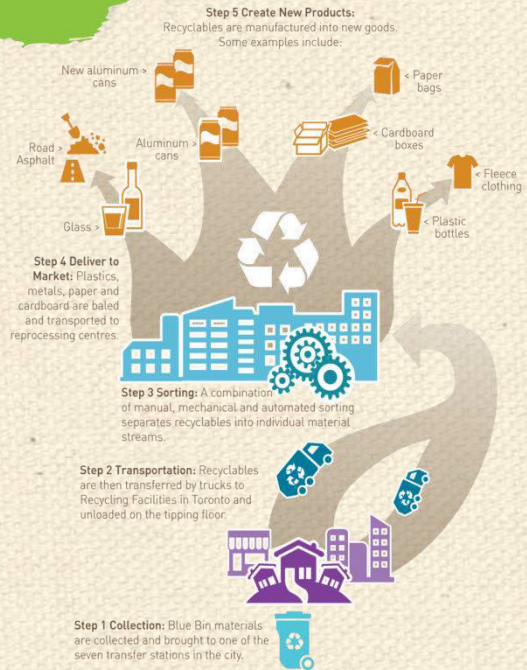 Step 5 Create New Products:
Recyclables are manufactured into new goods.
Some examples include:
New aluminum >
cans
< Paper
bags
Road >
Asphalt
Aluminum >
cans
< Cardboard
boxes
< Fleece
clothing
Glass >
< Plastic
bottles
Step 4 Deliver to
Market: Plastics,
metals, paper and
cardboard are baled
and transported to
reprocessing centres.
Step 3 Sorting: A combination
of manual, mechanical and automated sorting
separates recyclables into individual material
streams.
Step 2 Transportation: Recyclables
are then transferred by trucks to
Recycling Facilities in Toronto and
unloaded on the tipping floor.
Step 1 Collection: Blue Bin materials
are collected and brought to one of the
seven transfer stations in the city.